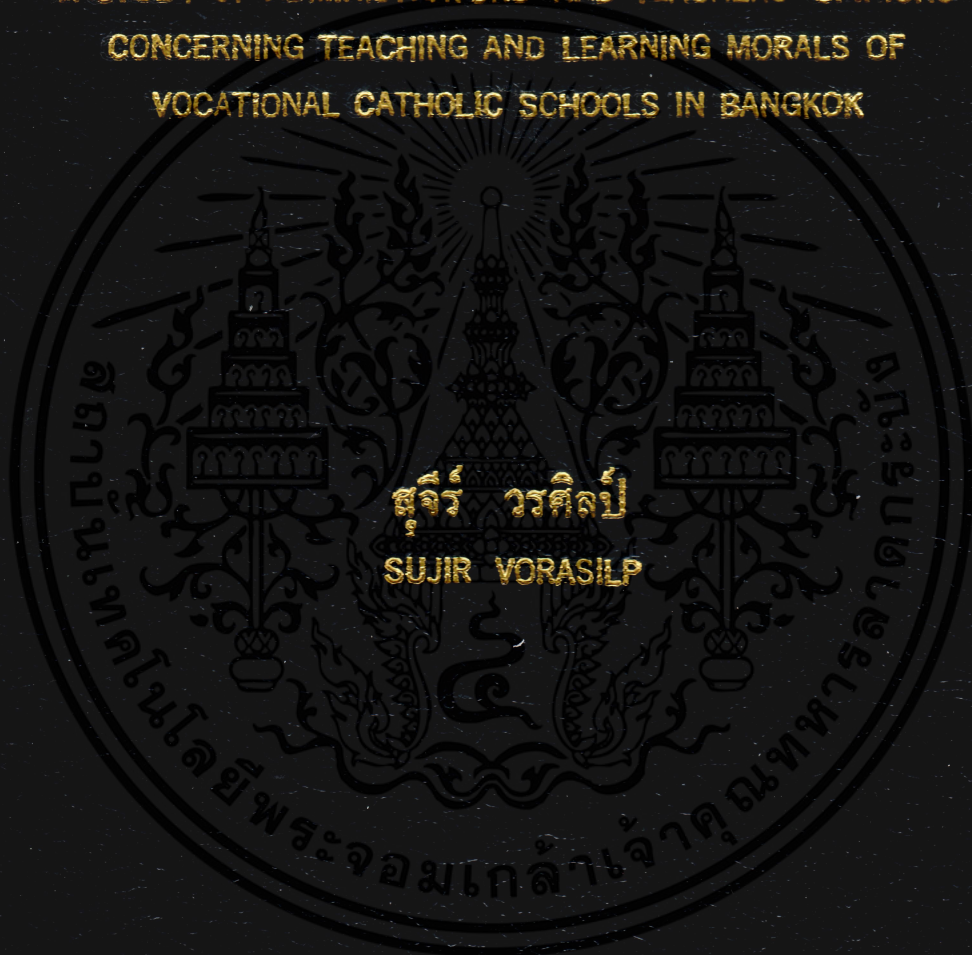 CONCERNING TEACHING AND LEARNING MORALS OF
VOCATIONAL CATHOLIC SCHOOLS IN BANGKOK
สุจีร์ วรศิลป์
SUJIR VORASILP
๔
สถาบันเทคโนโลยีพระจอมเกล้าเจ้าคุณทหารลาดกระบัง